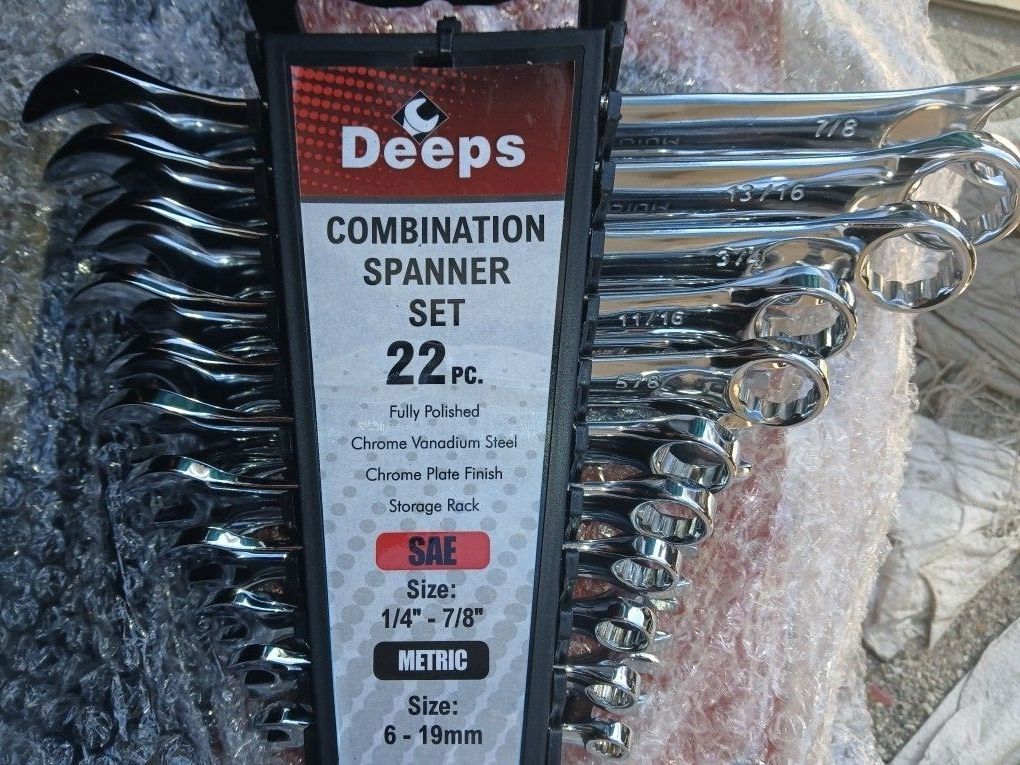 Deeps
COMBINATION
SPANNER
SET
22 PC.
Fully Polished
Chrome Vanadium Steel
Chrome Plate Finish
Storage Rack
SAE
Size:
1/4" - 7/8"
METRIC
Size:
6 - 19mm
7/8
13/16
3/4
11/16
5/8